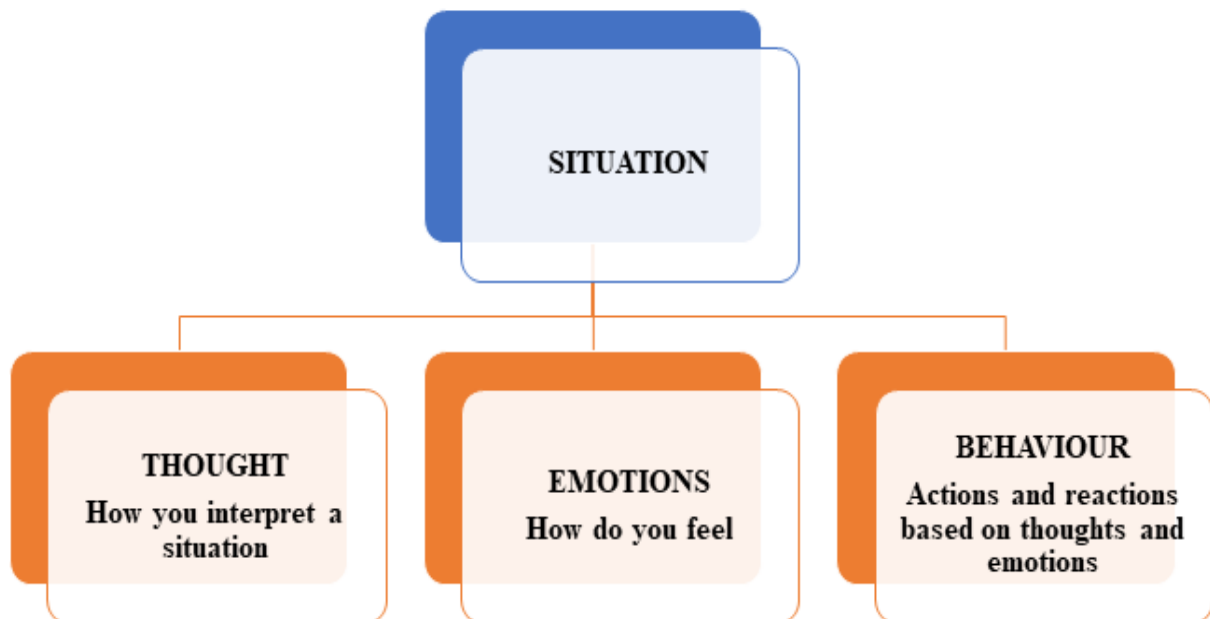 SITUATION
THOUGHT
How you interpret a
situation
EMOTIONS
How do you feel
BEHAVIOUR
Actions and reactions
based on thoughts and
emotions